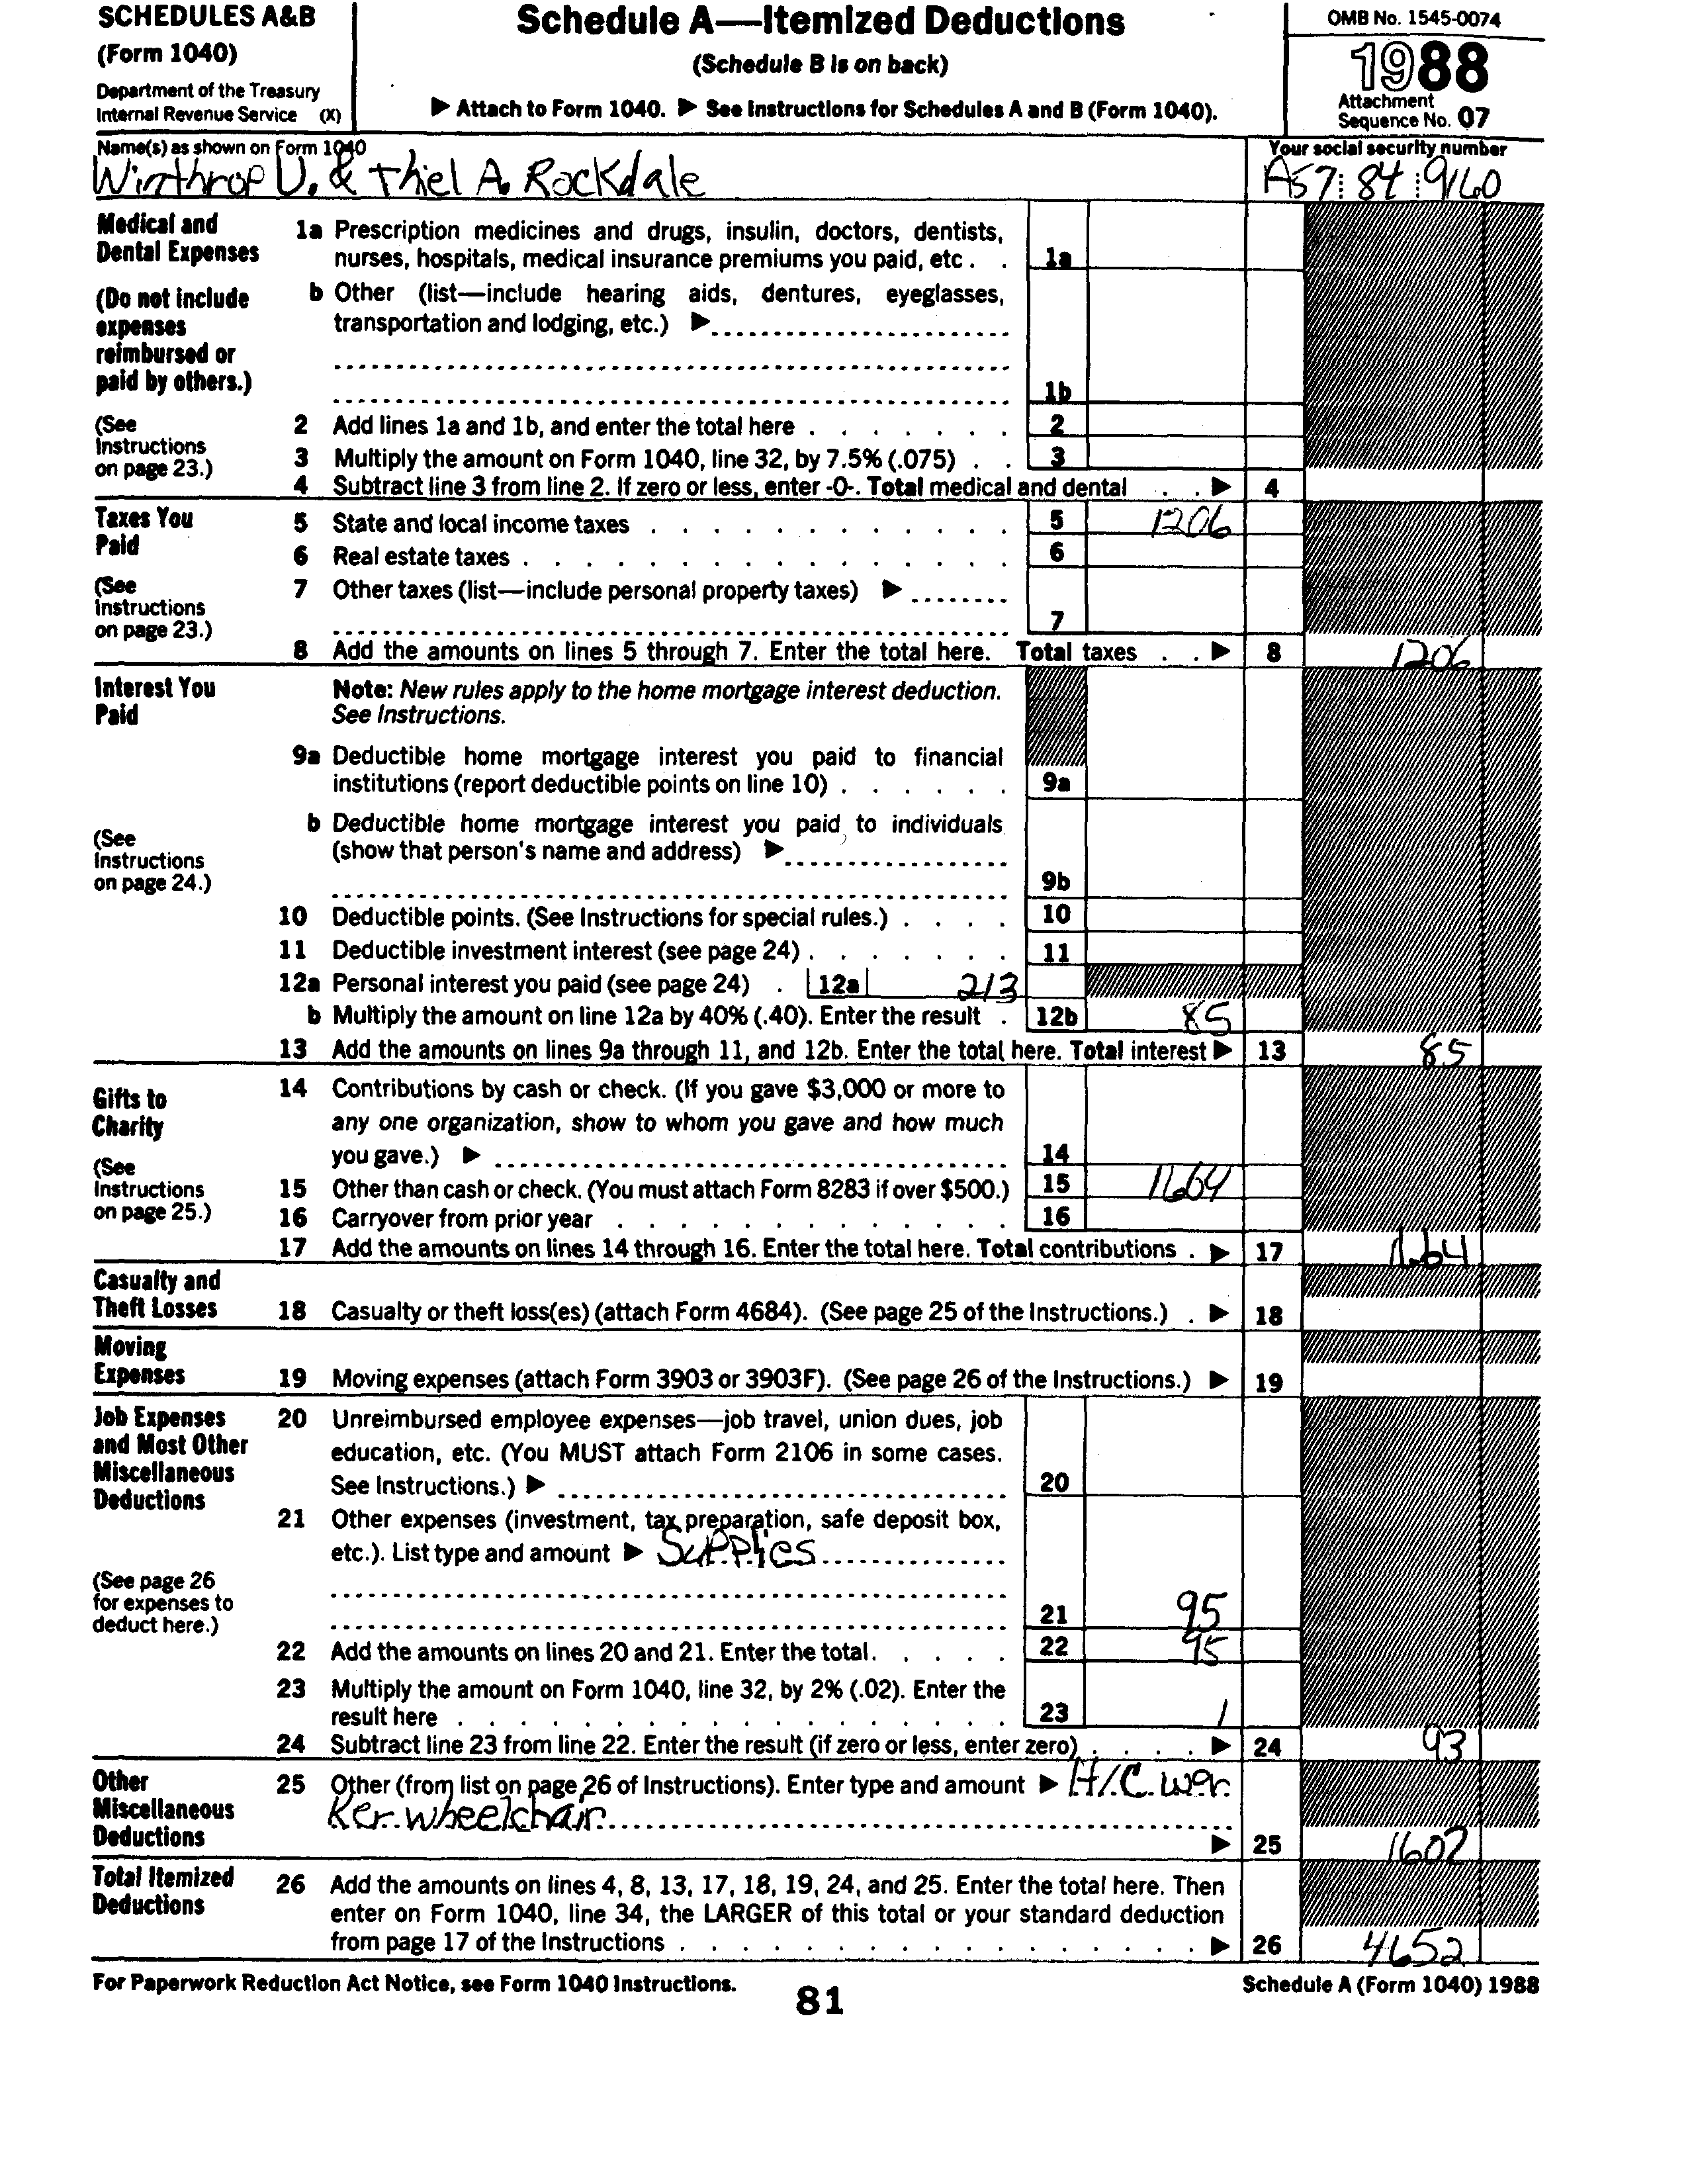 SCHEDULES A&B
(Form 1040)
Department of the Treasury
Internal Revenue Service (X)
Schedule A—Itemized Deductions
(Schedule B is on back)
▶ Attach to Form 1040. ▶ See Instructions for Schedules A and B (Form 1040).
OMB No. 1545-0074
1988
Attachment
Sequence No. 07
Name(s) as shown on Form 1040
Winthrop U. & Thiel A. Rockdale
Your social security number
A57:84:9160
Medical and
Dental Expenses
(Do not include
expenses
reimbursed or
paid by others.)
(See
Instructions
on page 23.)
1a Prescription medicines and drugs, insulin, doctors, dentists,
nurses, hospitals, medical insurance premiums you paid, etc . . 1a
b Other (list—include hearing aids, dentures, eyeglasses,
transportation and lodging, etc.) ▶
1b
2 Add lines 1a and 1b, and enter the total here . . . . . . . 2
3 Multiply the amount on Form 1040, line 32, by 7.5% (.075) . . 3
4 Subtract line 3 from line 2. If zero or less, enter -0-. Total medical and dental . . ▶ 4
Taxes You
Paid
(See
Instructions
on page 23.)
5 State and local income taxes . . . . . . . . . . . . 5 1206
6 Real estate taxes . . . . . . . . . . . . . . . . 6
7 Other taxes (list—include personal property taxes) ▶
7
8 Add the amounts on lines 5 through 7. Enter the total here. Total taxes . . ▶ 8 1206
Interest You
Paid
(See
Instructions
on page 24.)
Note: New rules apply to the home mortgage interest deduction.
See Instructions.
9a Deductible home mortgage interest you paid to financial
institutions (report deductible points on line 10) . . . . . . 9a
b Deductible home mortgage interest you paid to individuals
(show that person's name and address) ▶
9b
10 Deductible points. (See Instructions for special rules.) . . . . 10
11 Deductible investment interest (see page 24) . . . . . . . 11
12a Personal interest you paid (see page 24) . 12a 213
b Multiply the amount on line 12a by 40% (.40). Enter the result . 12b 85
13 Add the amounts on lines 9a through 11, and 12b. Enter the total here. Total interest ▶ 13 85
Gifts to
Charity
(See
Instructions
on page 25.)
14 Contributions by cash or check. (If you gave $3,000 or more to
any one organization, show to whom you gave and how much
you gave.) ▶ 14
15 Other than cash or check. (You must attach Form 8283 if over $500.) 15 1664
16 Carryover from prior year . . . . . . . . . . . . . 16
17 Add the amounts on lines 14 through 16. Enter the total here. Total contributions . ▶ 17 1664
Casualty and
Theft Losses
18 Casualty or theft loss(es) (attach Form 4684). (See page 25 of the Instructions.) . ▶ 18
Moving
Expenses
19 Moving expenses (attach Form 3903 or 3903F). (See page 26 of the Instructions.) ▶ 19
Job Expenses
and Most Other
Miscellaneous
Deductions
(See page 26
for expenses to
deduct here.)
20 Unreimbursed employee expenses—job travel, union dues, job
education, etc. (You MUST attach Form 2106 in some cases.
See Instructions.) ▶ 20
21 Other expenses (investment, tax preparation, safe deposit box,
etc.). List type and amount ▶ Supplies
21 95
22 Add the amounts on lines 20 and 21. Enter the total. . . . . 22 95
23 Multiply the amount on Form 1040, line 32, by 2% (.02). Enter the
result here . . . . . . . . . . . . . . . . . . 23 1
24 Subtract line 23 from line 22. Enter the result (if zero or less, enter zero) . . . . ▶ 24 93
Other
Miscellaneous
Deductions
25 Other (from list on page 26 of Instructions). Enter type and amount ▶ H/C wor.
Ker wheelchair
▶ 25 1602
Total Itemized
Deductions
26 Add the amounts on lines 4, 8, 13, 17, 18, 19, 24, and 25. Enter the total here. Then
enter on Form 1040, line 34, the LARGER of this total or your standard deduction
from page 17 of the Instructions . . . . . . . . . . . . . . . . . ▶ 26 4652
For Paperwork Reduction Act Notice, see Form 1040 Instructions.
81
Schedule A (Form 1040) 1988